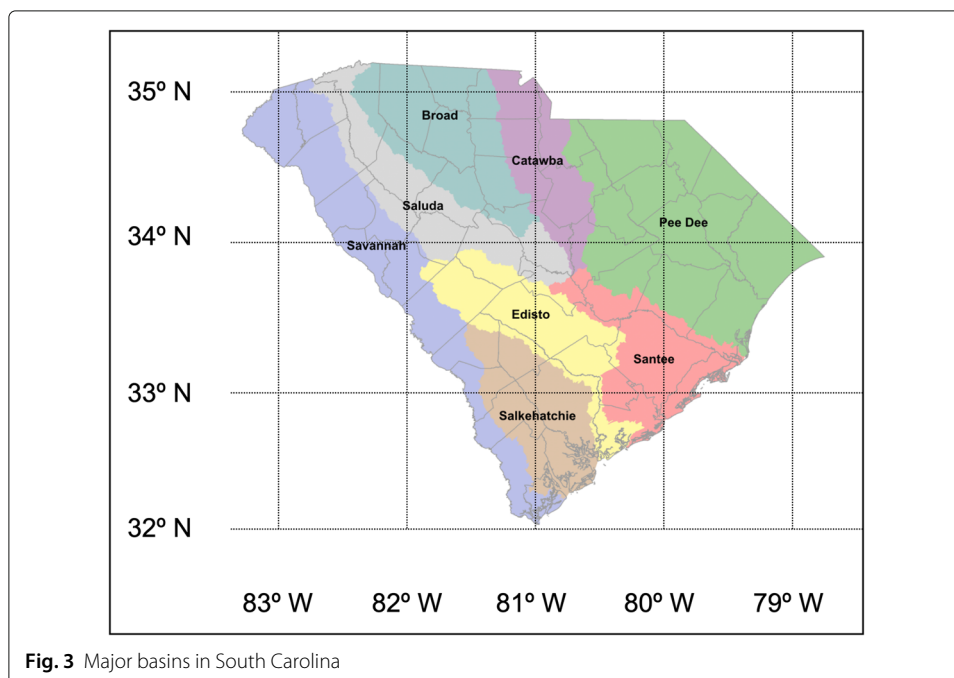 35º N
Broad
Catawba
Saluda
Pee Dee
34º N
Savannah
Edisto
Santee
33º N
Salkehatchie
32º N
83º W 82º W 81º W 80º W 79º W
Fig. 3 Major basins in South Carolina